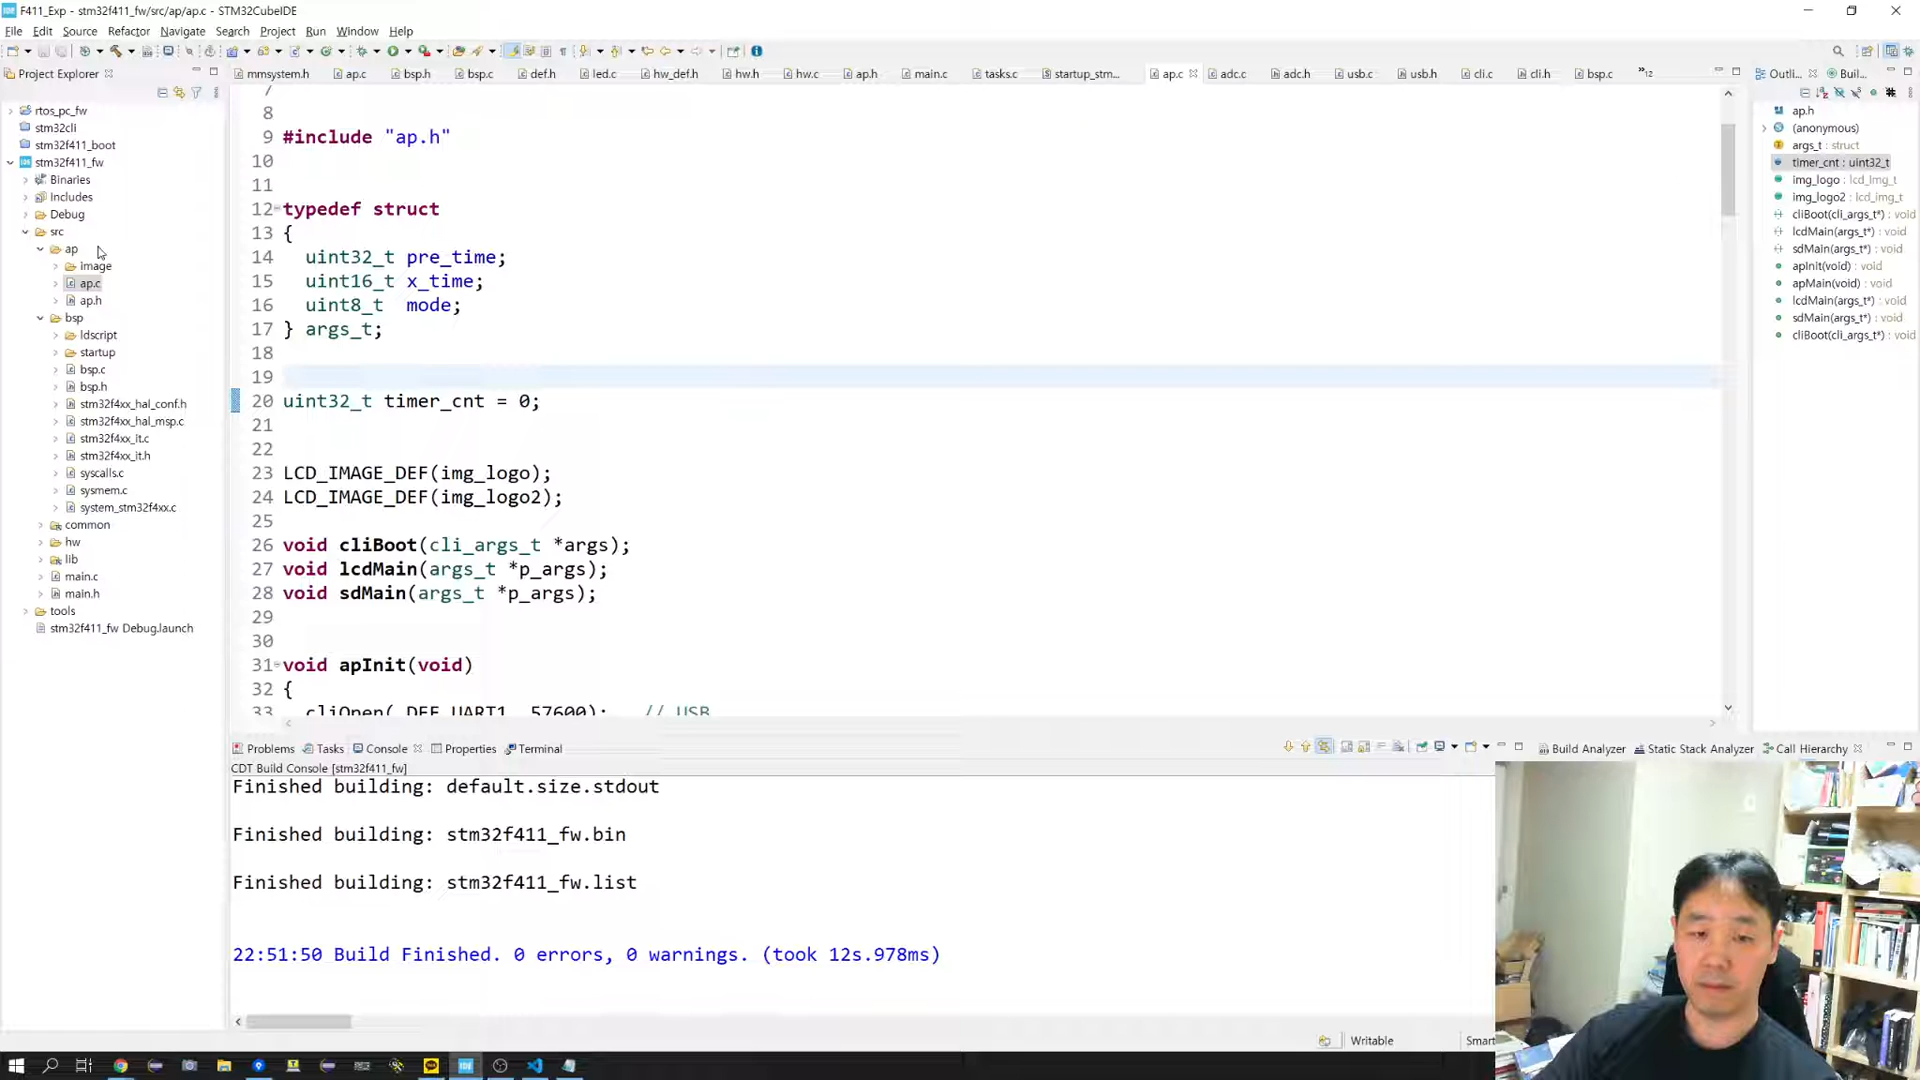 F411_Exp - stm32f411_fw/src/ap/ap.c - STM32CubeIDE
File Edit Source Refactor Navigate Search Project Run Window Help
Project Explorer
mmsystem.h ap.c bsp.h bsp.c def.h led.c hw_def.h hw.h hw.c ap.h main.c tasks.c startup_stm... ap.c adc.c adc.h usb.c usb.h cli.c cli.h bsp.c »12
Outli... Buil...
rtos_pc_fw
stm32cli
stm32f411_boot
stm32f411_fw
Binaries
Includes
Debug
src
ap
image
ap.c
ap.h
bsp
ldscript
startup
bsp.c
bsp.h
stm32f4xx_hal_conf.h
stm32f4xx_hal_msp.c
stm32f4xx_it.c
stm32f4xx_it.h
syscalls.c
sysmem.c
system_stm32f4xx.c
common
hw
lib
main.c
main.h
tools
stm32f411_fw Debug.launch
7
8
9 #include "ap.h"
10
11
12 typedef struct
13 {
14 uint32_t pre_time;
15 uint16_t x_time;
16 uint8_t mode;
17 } args_t;
18
19
20 uint32_t timer_cnt = 0;
21
22
23 LCD_IMAGE_DEF(img_logo);
24 LCD_IMAGE_DEF(img_logo2);
25
26 void cliBoot(cli_args_t *args);
27 void lcdMain(args_t *p_args);
28 void sdMain(args_t *p_args);
29
30
31 void apInit(void)
32 {
33 cliOpen(_DEF_UART1, 57600); // USB
ap.h
(anonymous)
args_t : struct
timer_cnt : uint32_t
img_logo : lcd_img_t
img_logo2 : lcd_img_t
cliBoot(cli_args_t*) : void
lcdMain(args_t*) : void
sdMain(args_t*) : void
apInit(void) : void
apMain(void) : void
lcdMain(args_t*) : void
sdMain(args_t*) : void
cliBoot(cli_args_t*) : void
Problems Tasks Console Properties Terminal
Build Analyzer Static Stack Analyzer Call Hierarchy
CDT Build Console [stm32f411_fw]
Finished building: default.size.stdout
Finished building: stm32f411_fw.bin
Finished building: stm32f411_fw.list
22:51:50 Build Finished. 0 errors, 0 warnings. (took 12s.978ms)
Writable Smart